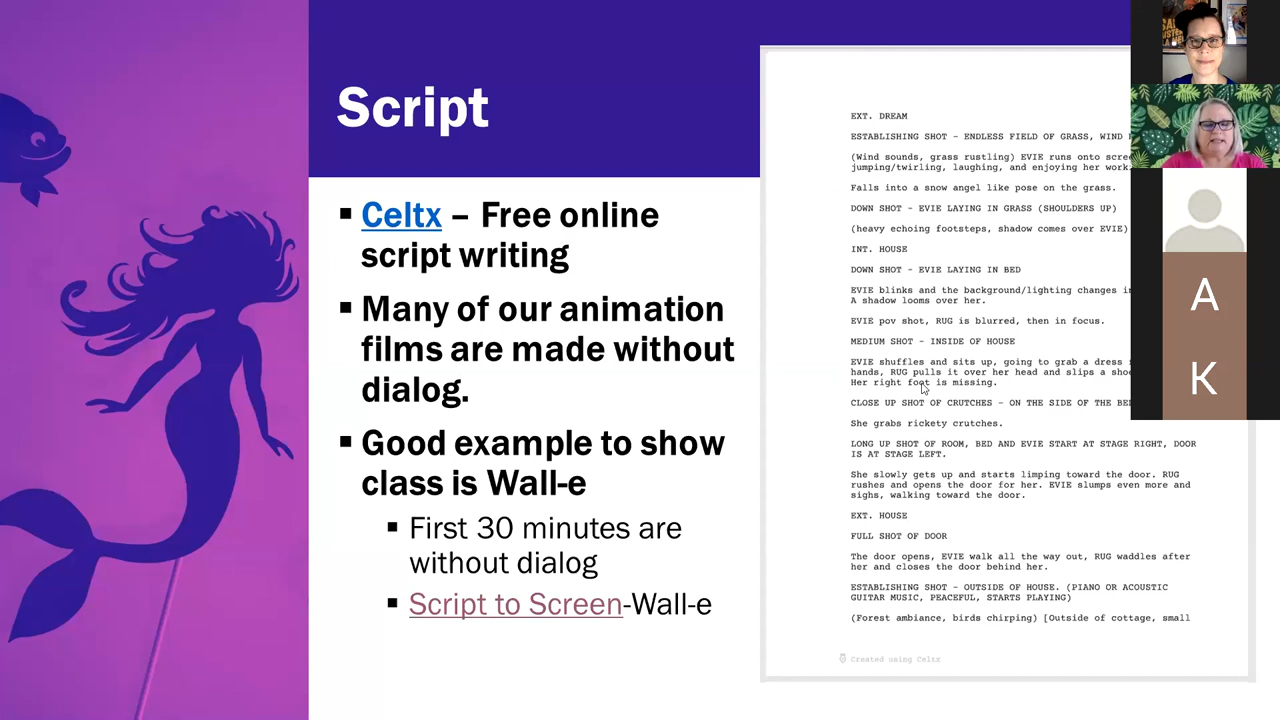 Script
Celtx – Free online
script writing
Many of our animation
films are made without
dialog.
Good example to show
class is Wall-e
First 30 minutes are
without dialog
Script to Screen-Wall-e
EXT. DREAM
ESTABLISHING SHOT - ENDLESS FIELD OF GRASS, WIND
(Wind sounds, grass rustling) EVIE runs onto
jumping/twirling, laughing, and enjoying her work.
Falls into a snow angel like pose on the grass.
DOWN SHOT - EVIE LAYING IN GRASS (SHOULDERS UP)
(heavy echoing footsteps, shadow comes over EVIE)
INT. HOUSE
DOWN SHOT - EVIE LAYING IN BED
EVIE blinks and the background/lighting changes
A shadow looms over her.
EVIE pov shot, RUG is blurred, then in focus.
MEDIUM SHOT - INSIDE OF HOUSE
EVIE shuffles and sits up, going to grab a dress
hands, RUG pulls it over her head and slips a
Her right foot is missing.
CLOSE UP SHOT OF CRUTCHES - ON THE SIDE OF THE
She grabs rickety crutches.
LONG UP SHOT OF ROOM, BED AND EVIE START AT STAGE RIGHT, DOOR
IS AT STAGE LEFT.
She slowly gets up and starts limping toward the door. RUG
rushes and opens the door for her. EVIE slumps even more and
sighs, walking toward the door.
EXT. HOUSE
FULL SHOT OF DOOR
The door opens, EVIE walk all the way out, RUG waddles after
her and closes the door behind her.
ESTABLISHING SHOT - OUTSIDE OF HOUSE. (PIANO OR ACOUSTIC
GUITAR MUSIC, PEACEFUL, STARTS PLAYING)
(Forest ambiance, birds chirping) [Outside of cottage, small
Created using Celtx
A
K